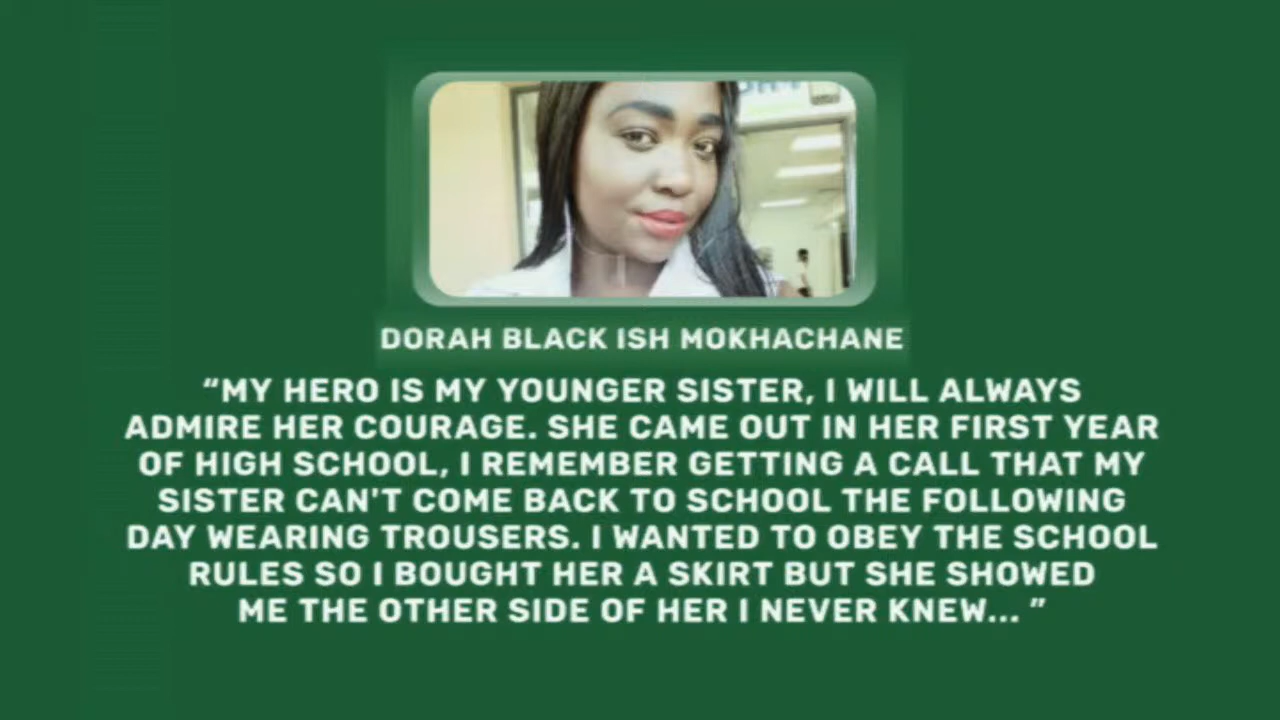 DORAH BLACK ISH MOKHACHANE
“MY HERO IS MY YOUNGER SISTER, I WILL ALWAYS
ADMIRE HER COURAGE. SHE CAME OUT IN HER FIRST YEAR
OF HIGH SCHOOL, I REMEMBER GETTING A CALL THAT MY
SISTER CAN'T COME BACK TO SCHOOL THE FOLLOWING
DAY WEARING TROUSERS. I WANTED TO OBEY THE SCHOOL
RULES SO I BOUGHT HER A SKIRT BUT SHE SHOWED
ME THE OTHER SIDE OF HER I NEVER KNEW... ”